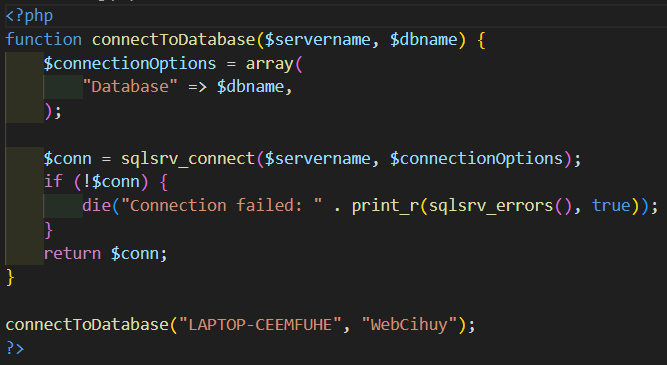 <?php
function connectToDatabase($servername, $dbname) {
    $connectionOptions = array(
        "Database" => $dbname,
    );

    $conn = sqlsrv_connect($servername, $connectionOptions);
    if (!$conn) {
        die("Connection failed: " . print_r(sqlsrv_errors(), true));
    }
    return $conn;
}

connectToDatabase("LAPTOP-CEEMFUHE", "WebCihuy");
?>